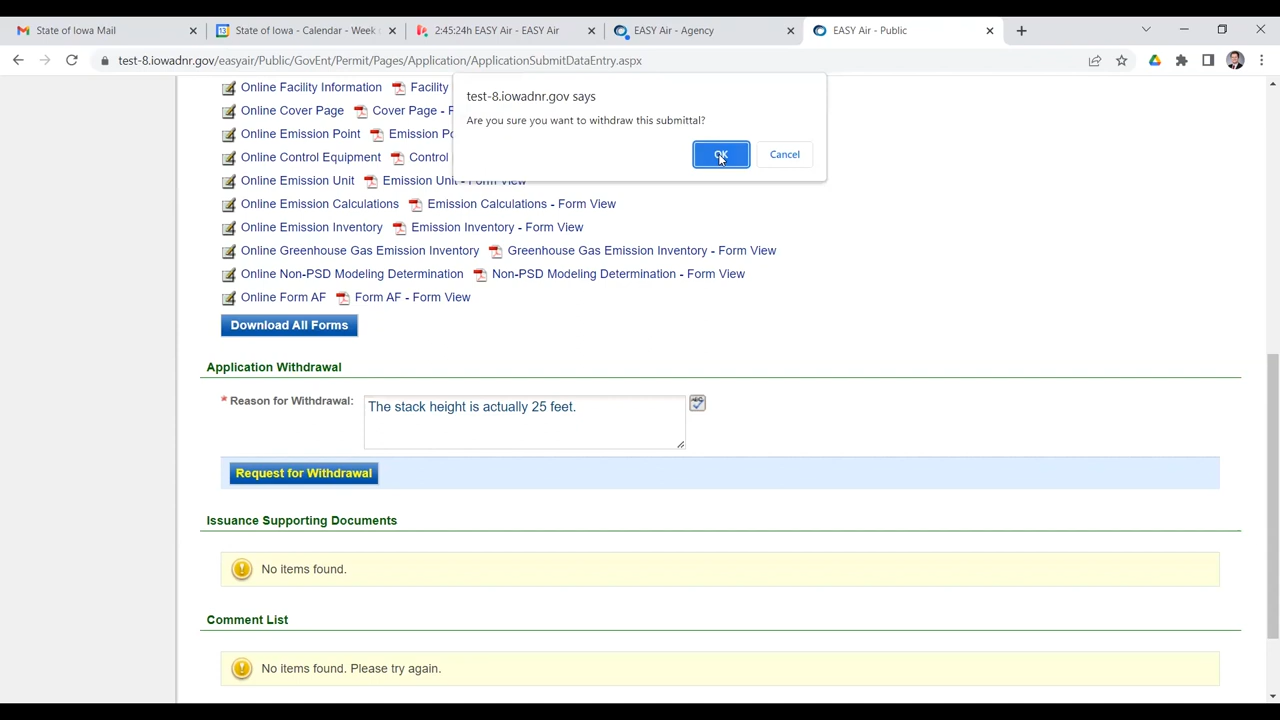 State of Iowa Mail
State of Iowa - Calendar - Week
2:45:24h EASY Air - EASY Air
EASY Air - Agency
EASY Air - Public
test-8.iowadnr.gov/easyair/Public/GovEnt/Permit/Pages/Application/ApplicationSubmitDataEntry.aspx
test-8.iowadnr.gov says
Are you sure you want to withdraw this submittal?
OK Cancel
Online Facility Information Facility
Online Cover Page Cover Page - F
Online Emission Point Emission Po
Online Control Equipment Control
Online Emission Unit Emission Unit - Form View
Online Emission Calculations Emission Calculations - Form View
Online Emission Inventory Emission Inventory - Form View
Online Greenhouse Gas Emission Inventory Greenhouse Gas Emission Inventory - Form View
Online Non-PSD Modeling Determination Non-PSD Modeling Determination - Form View
Online Form AF Form AF - Form View
Download All Forms
Application Withdrawal
* Reason for Withdrawal: The stack height is actually 25 feet.
Request for Withdrawal
Issuance Supporting Documents
No items found.
Comment List
No items found. Please try again.